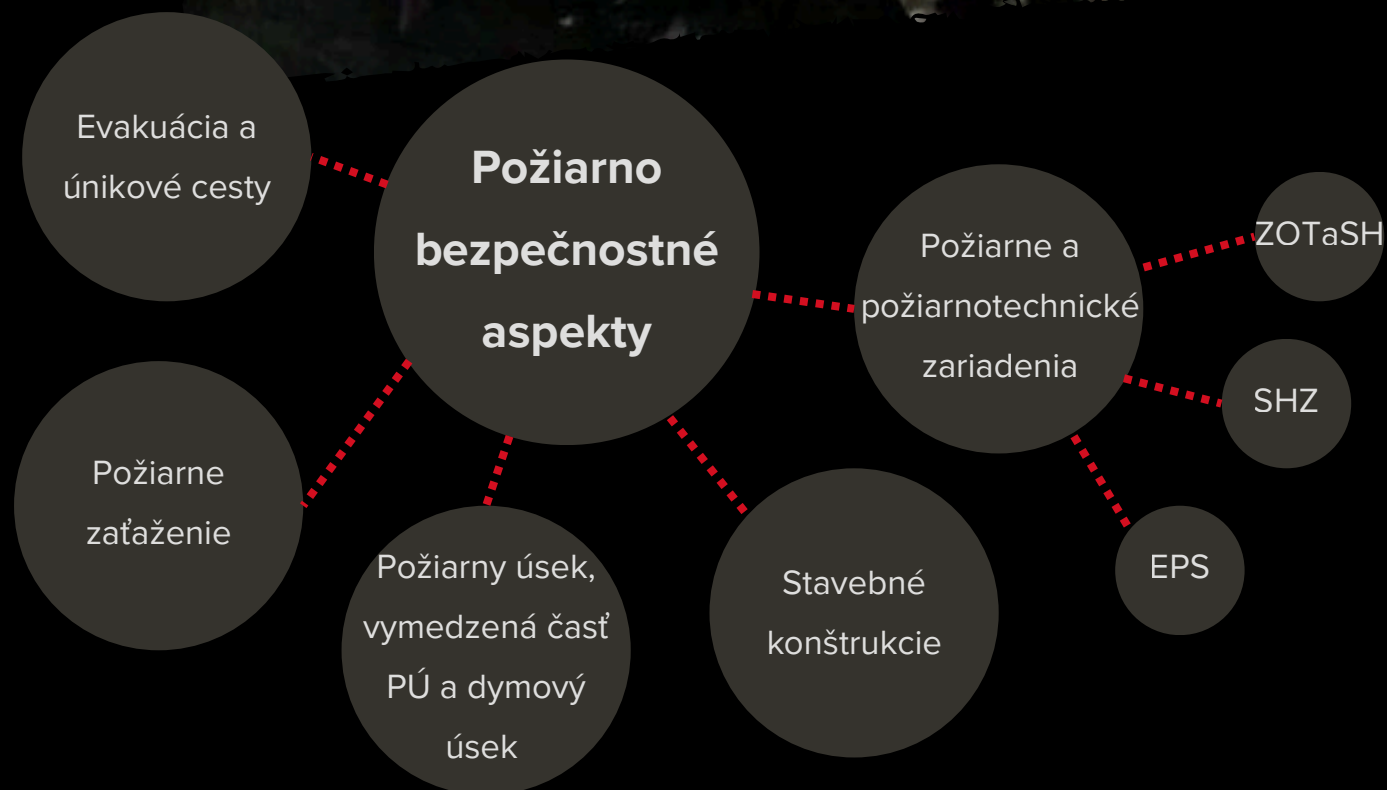 Evakuácia a
únikové cesty
Požiarno
bezpečnostné
aspekty
Požiarne a
požiarnotechnické
zariadenia
ZOTaSH
SHZ
EPS
Požiarne
zaťaženie
Požiarny úsek,
vymedzená časť
PÚ a dymový
úsek
Stavebné
konštrukcie